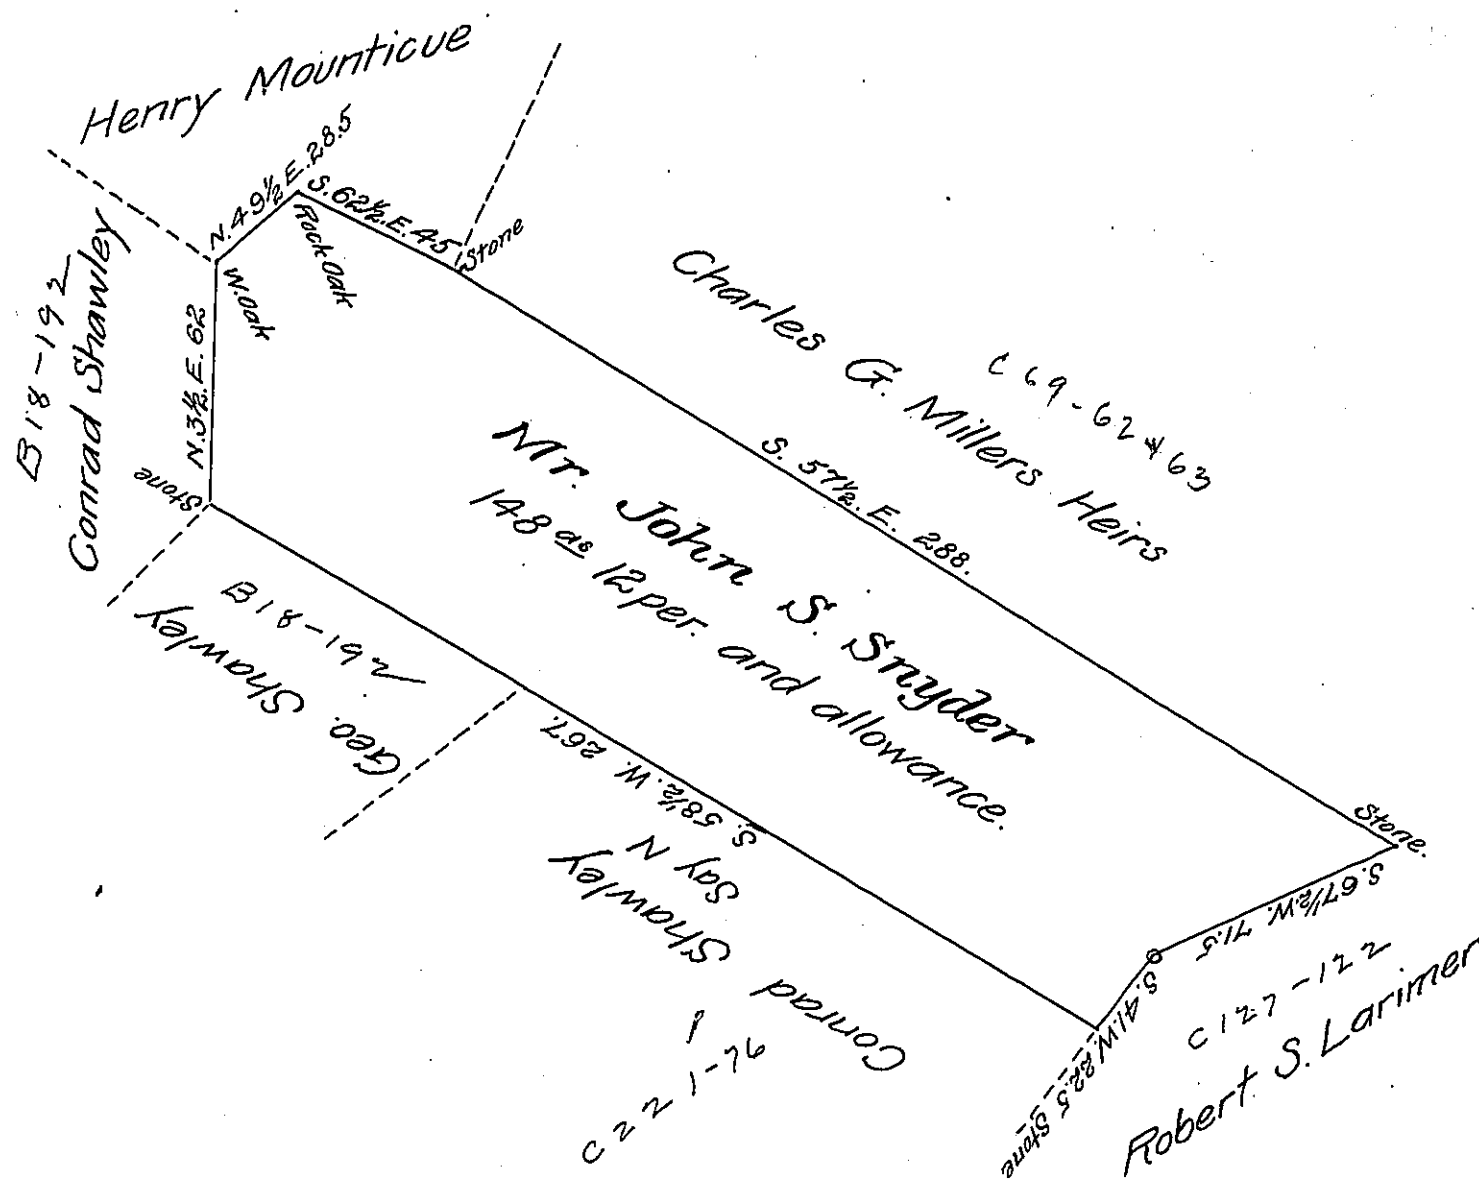 Henry Mounticue
N. 49½ E. 28.5
S. 62½. E. 45
Stone
Rock Oak
W. Oak
B18-192
Conrad Shawley
N. 3½. E. 62
Stone
Charles G. Millers Heirs
C69-62 & 63
S. 57½. E. 288.
Mr. John S. Snyder
148 as 12 per. and allowance.
B18-192
Geo. Shawley
S. 58½. W. 267.
Say N
Conrad Shawley
C221-76
Stone.
S. 67½. W. 71.5
S. 41. W. 22.5 Stone
C127-122
Robert S. Larimer